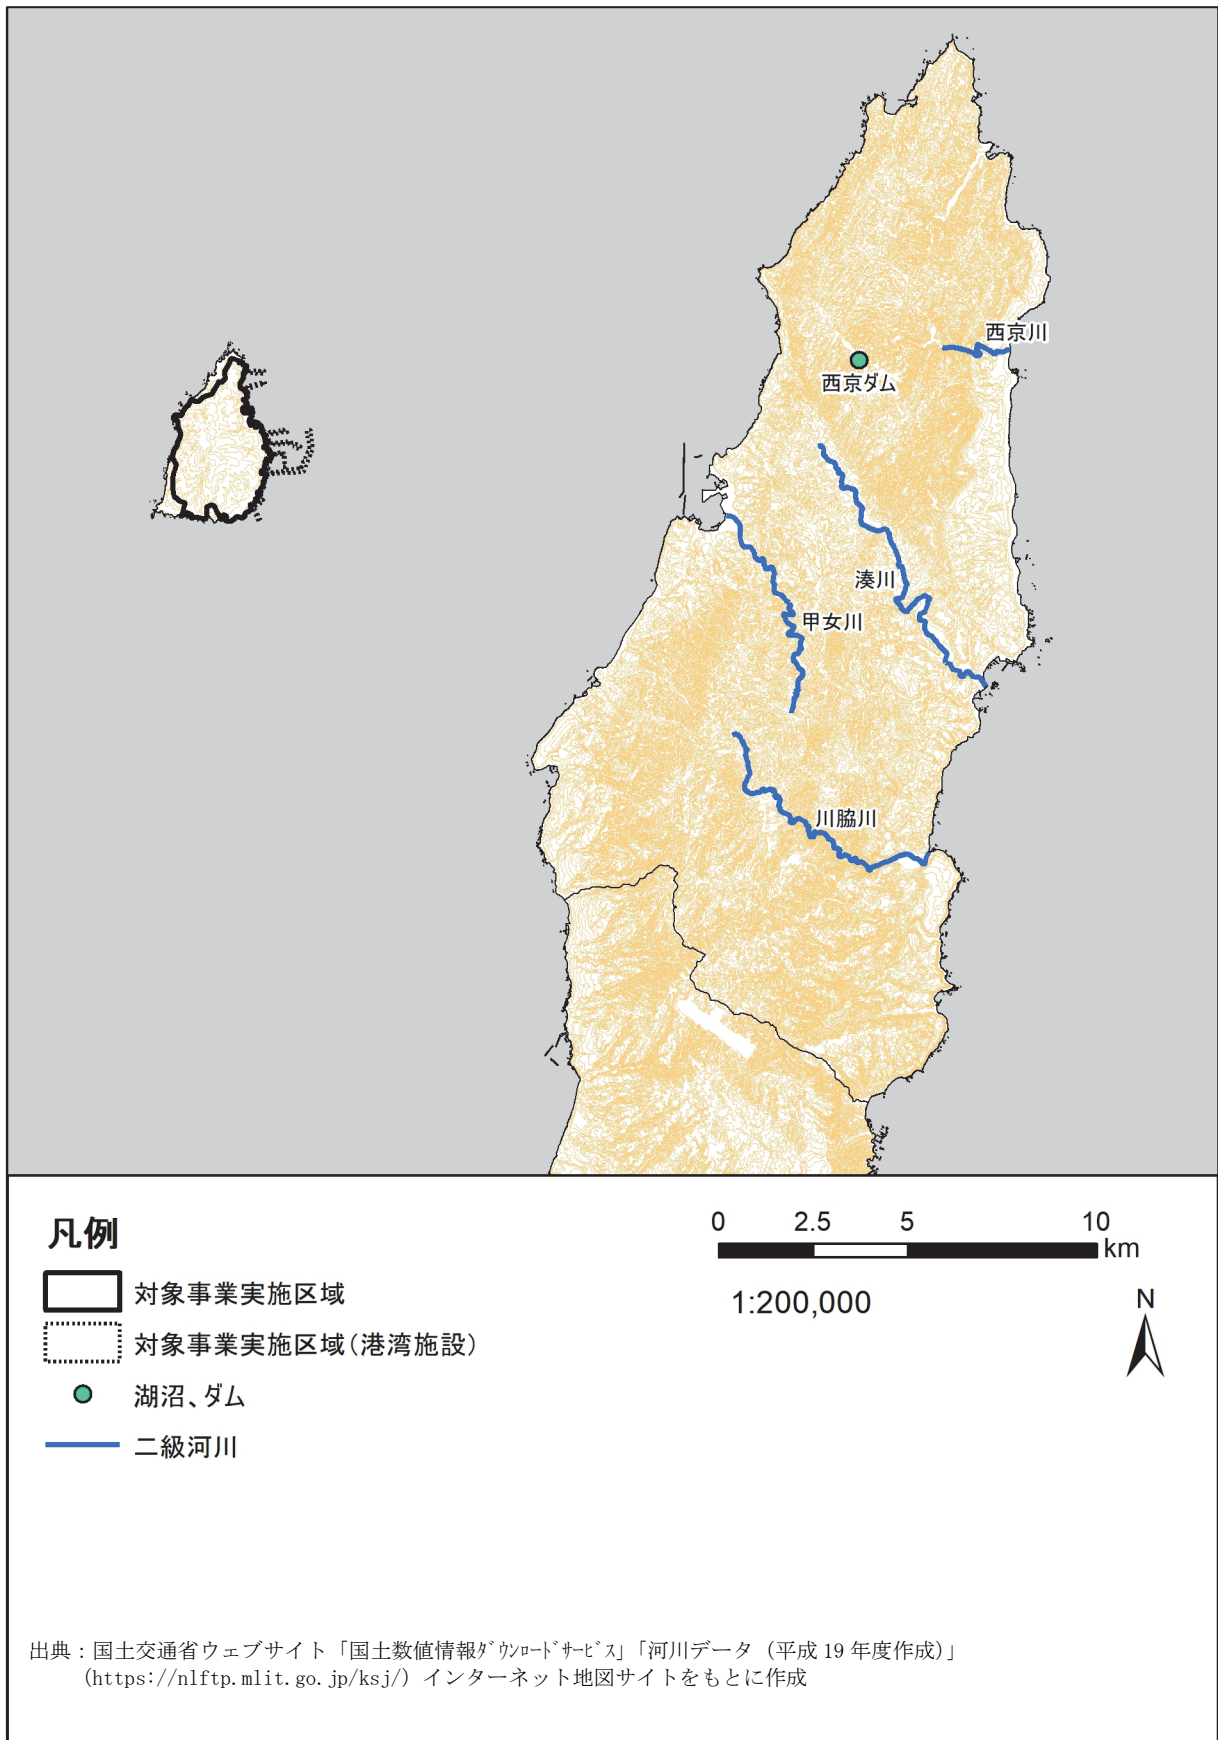 西京川
西京ダム
湊川
甲女川
川脇川
凡例
対象事業実施区域
対象事業実施区域(港湾施設)
湖沼、ダム
二級河川
0 2.5 5 10
km
1:200,000
N
出典：国土交通省ウェブサイト「国土数値情報ﾀﾞｳﾝﾛｰﾄﾞｻｰﾋﾞｽ」「河川データ（平成 19 年度作成）」
(https://nlftp.mlit.go.jp/ksj/）インターネット地図サイトをもとに作成